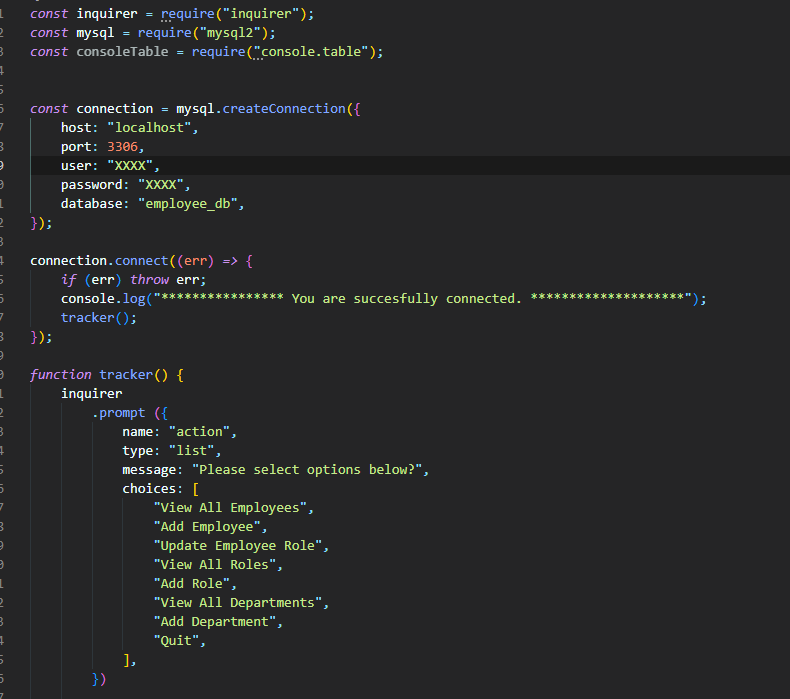 1 const inquirer = require("inquirer");
2 const mysql = require("mysql2");
3 const consoleTable = require("console.table");
4
5
6 const connection = mysql.createConnection({
7 host: "localhost",
8 port: 3306,
9 user: "XXXX",
0 password: "XXXX",
1 database: "employee_db",
2 });
3
4 connection.connect((err) => {
5 if (err) throw err;
6 console.log("**************** You are succesfully connected. ********************");
7 tracker();
8 });
9
0 function tracker() {
1 inquirer
2 .prompt ({
3 name: "action",
4 type: "list",
5 message: "Please select options below?",
6 choices: [
7 "View All Employees",
8 "Add Employee",
9 "Update Employee Role",
0 "View All Roles",
1 "Add Role",
2 "View All Departments",
3 "Add Department",
4 "Quit",
5 ],
6 })
7